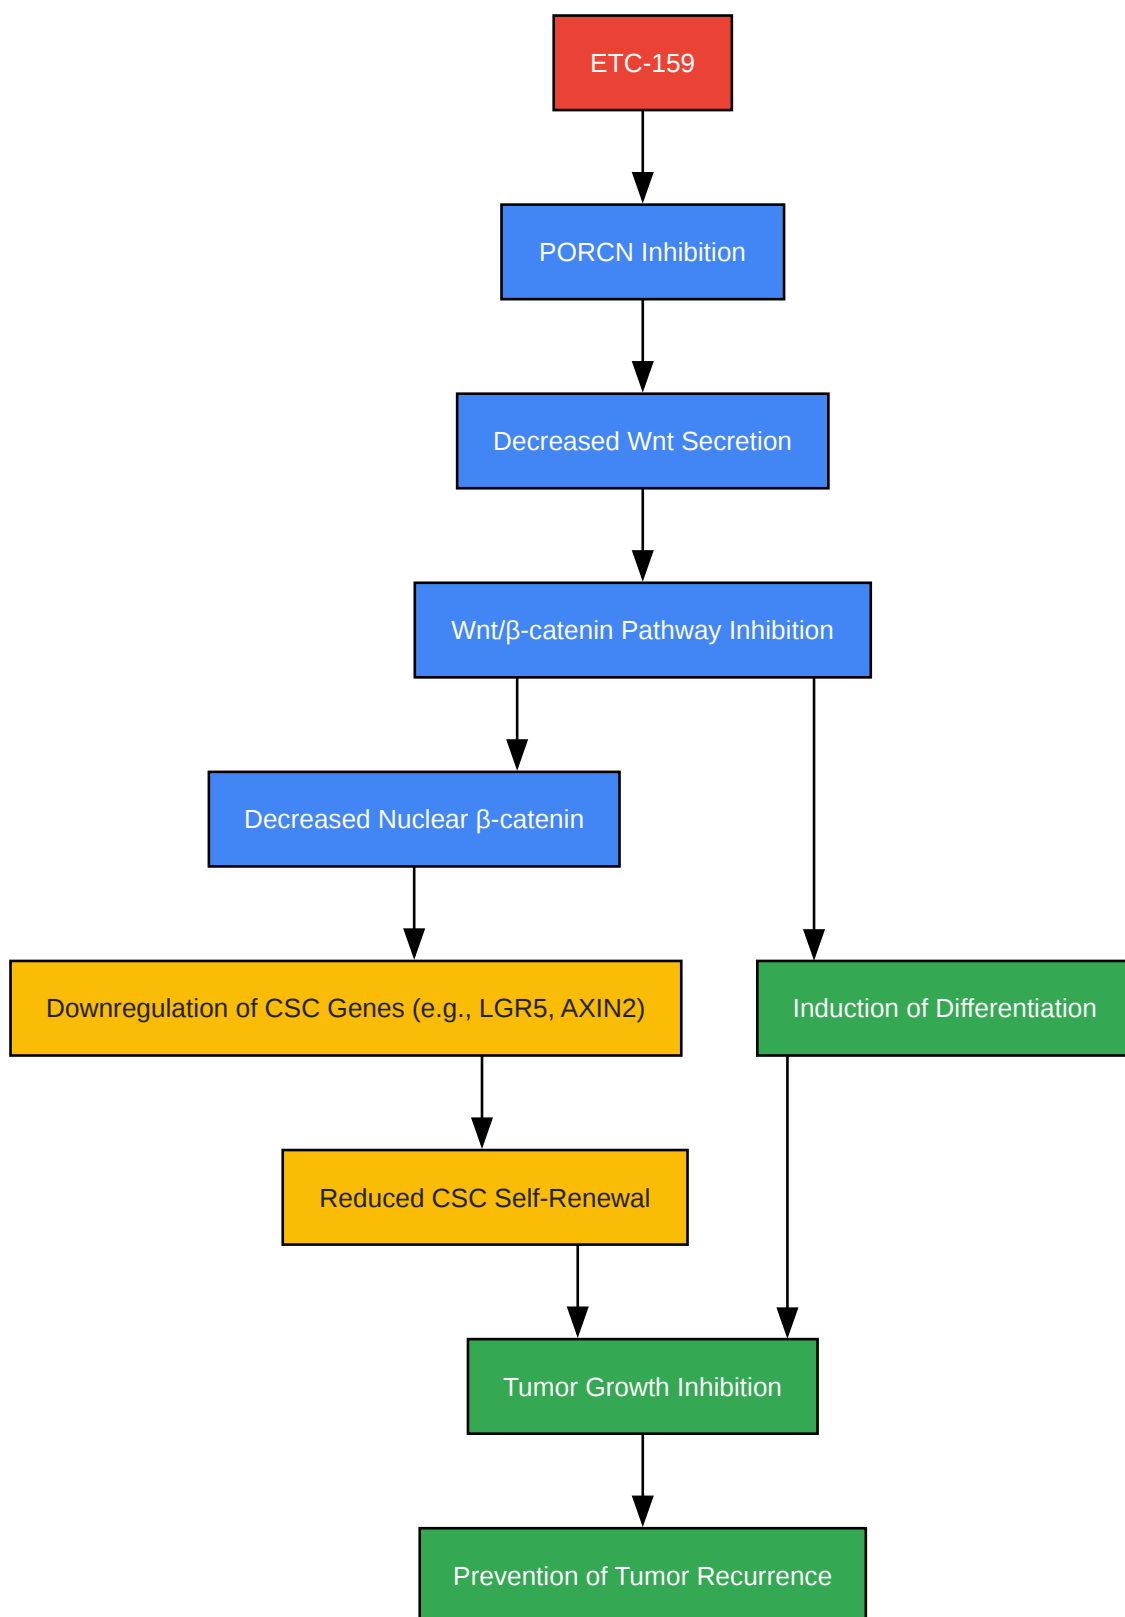 ETC-159
PORCN Inhibition
Decreased Wnt Secretion
Wnt/β-catenin Pathway Inhibition
Decreased Nuclear β-catenin
Downregulation of CSC Genes (e.g., LGR5, AXIN2)
Induction of Differentiation
Reduced CSC Self-Renewal
Tumor Growth Inhibition
Prevention of Tumor Recurrence